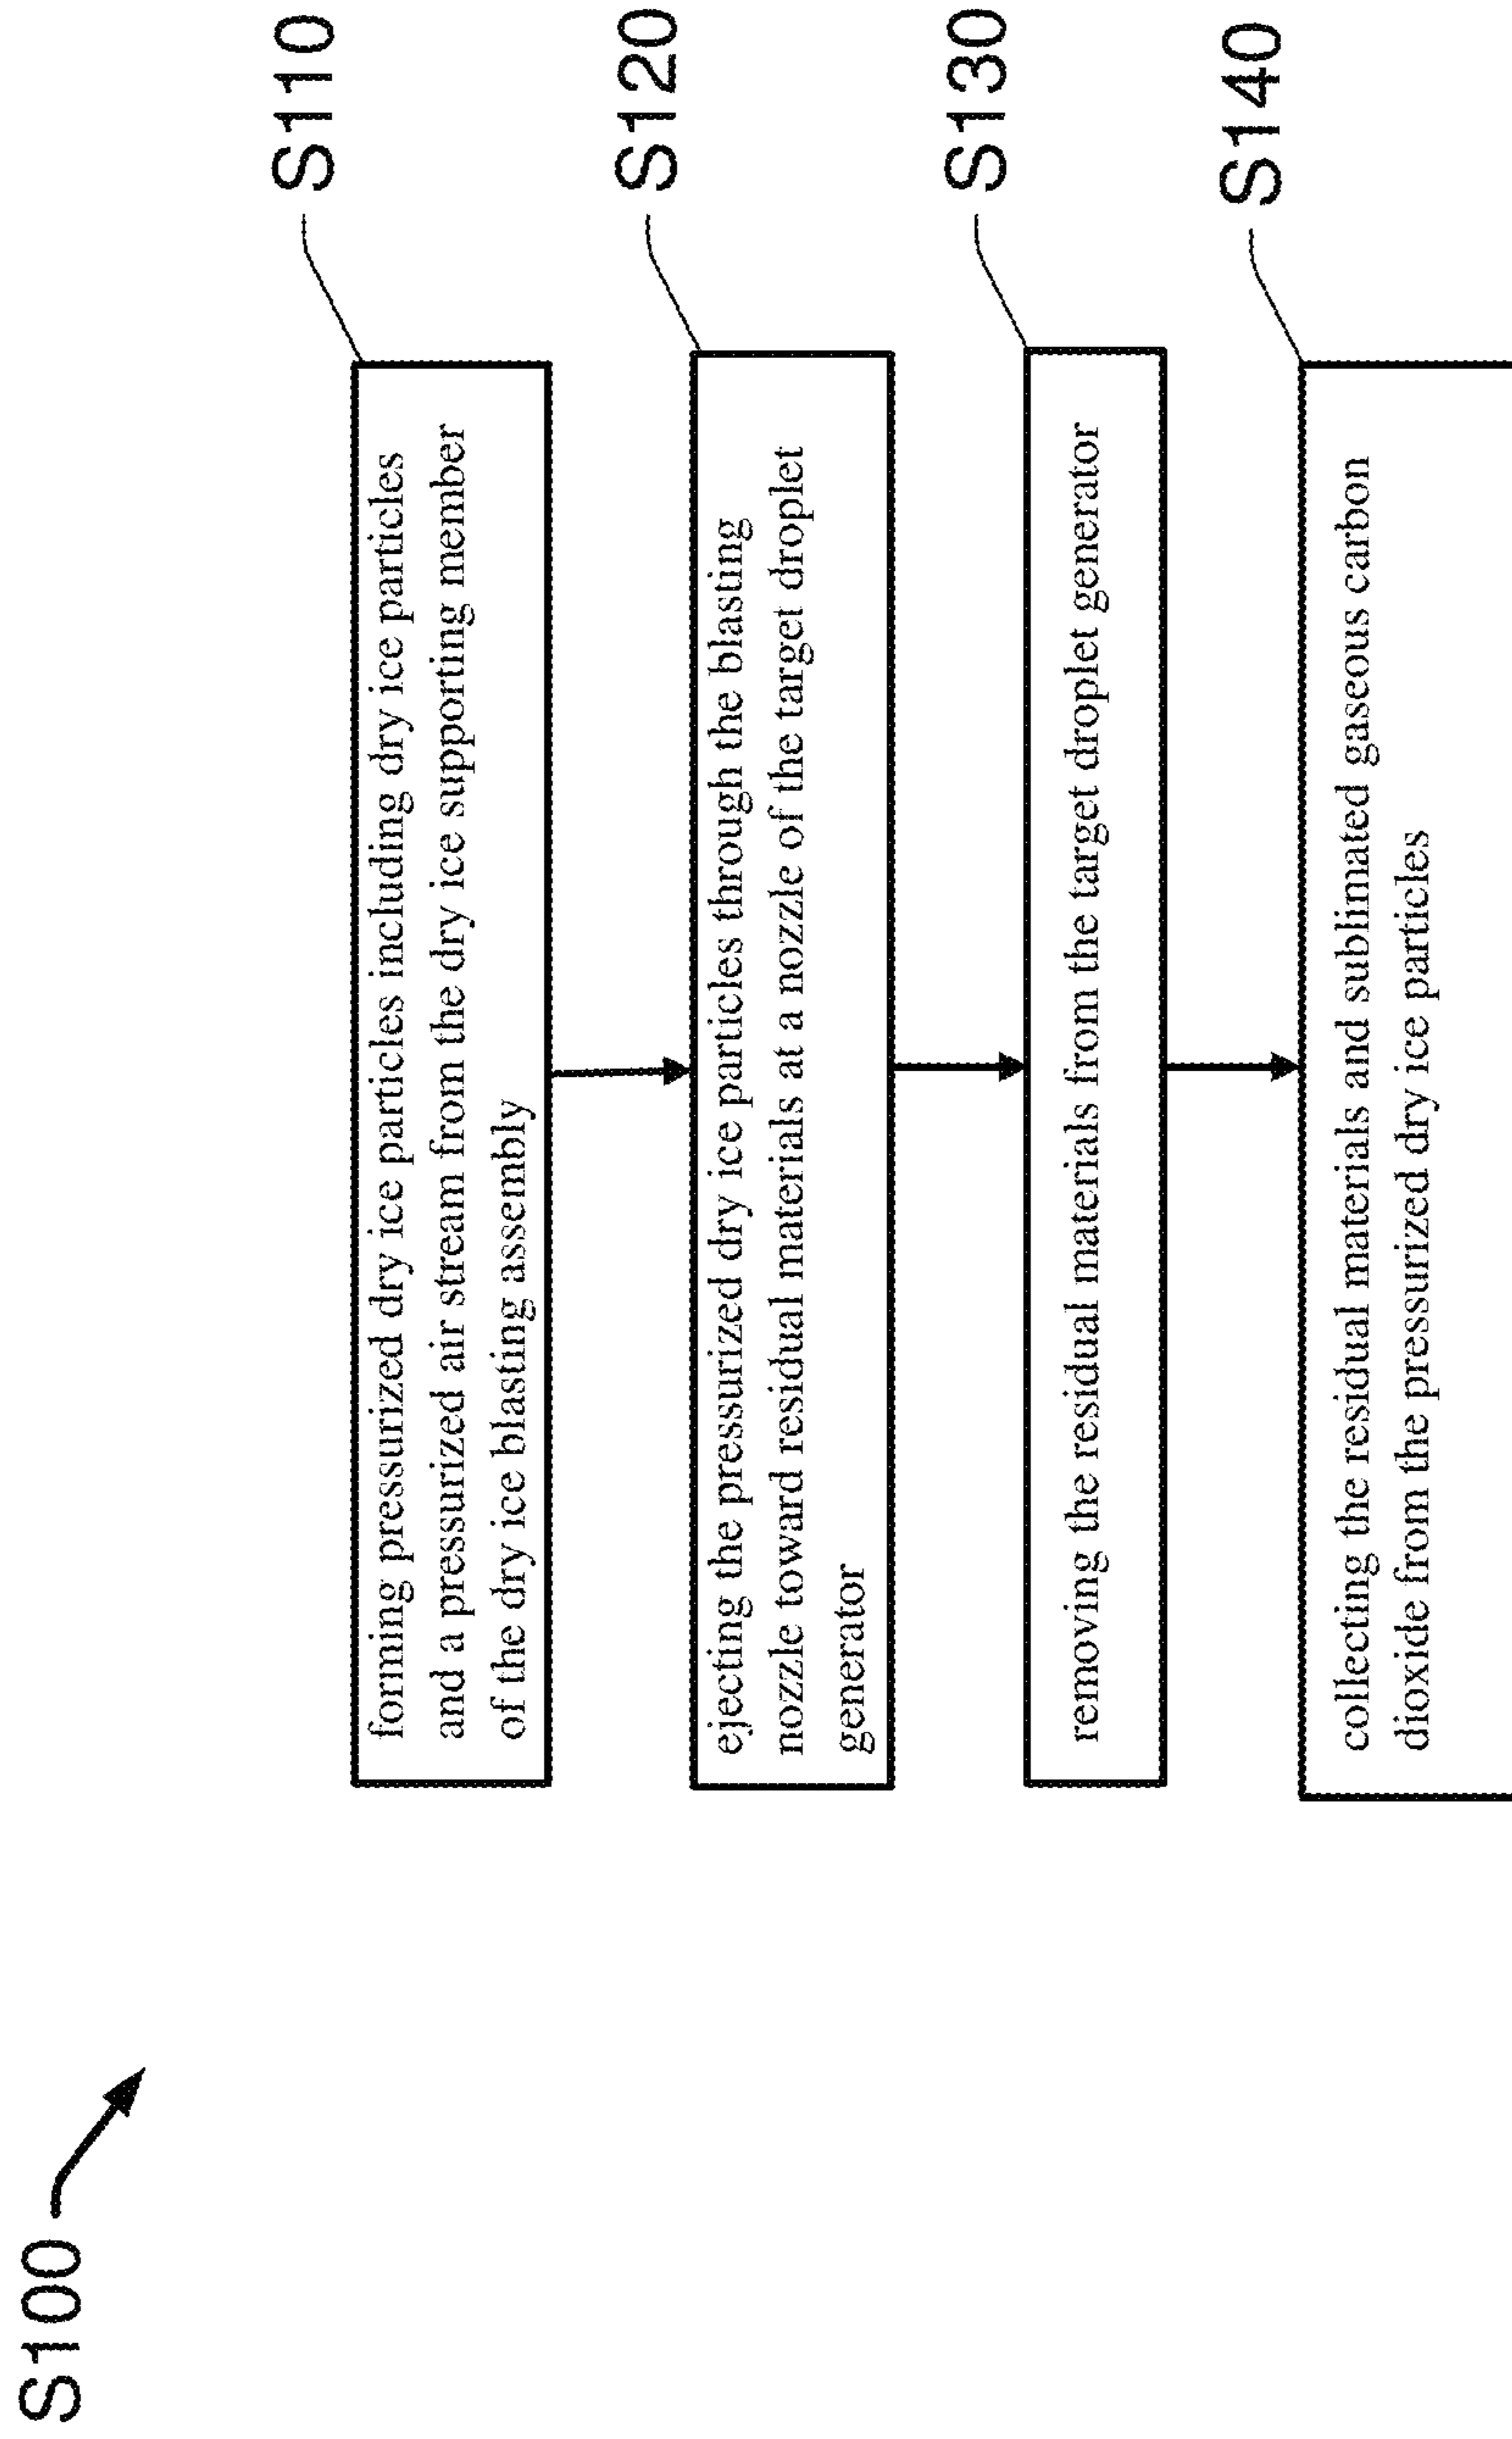 S100
S110
forming pressurized dry ice particles including dry ice particles
and a pressurized air stream from the dry ice supporting member
of the dry ice blasting assembly
S120
ejecting the pressurized dry ice particles through the blasting
nozzle toward residual materials at a nozzle of the target droplet
generator
S130
removing the residual materials from the target droplet generator
S140
collecting the residual materials and sublimated gaseous carbon
dioxide from the pressurized dry ice particles